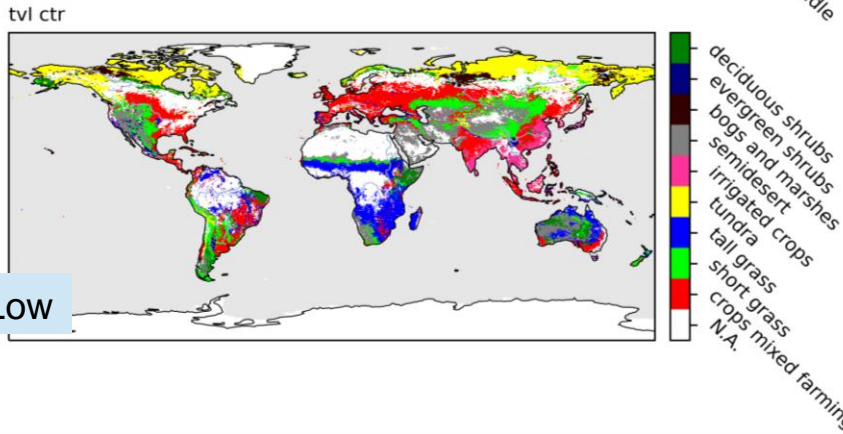 tvl ctr
deciduous shrubs
evergreen shrubs
bogs and marshes
semidesert
irrigated crops
tundra
tall grass
short grass
crops mixed farming
N.A.